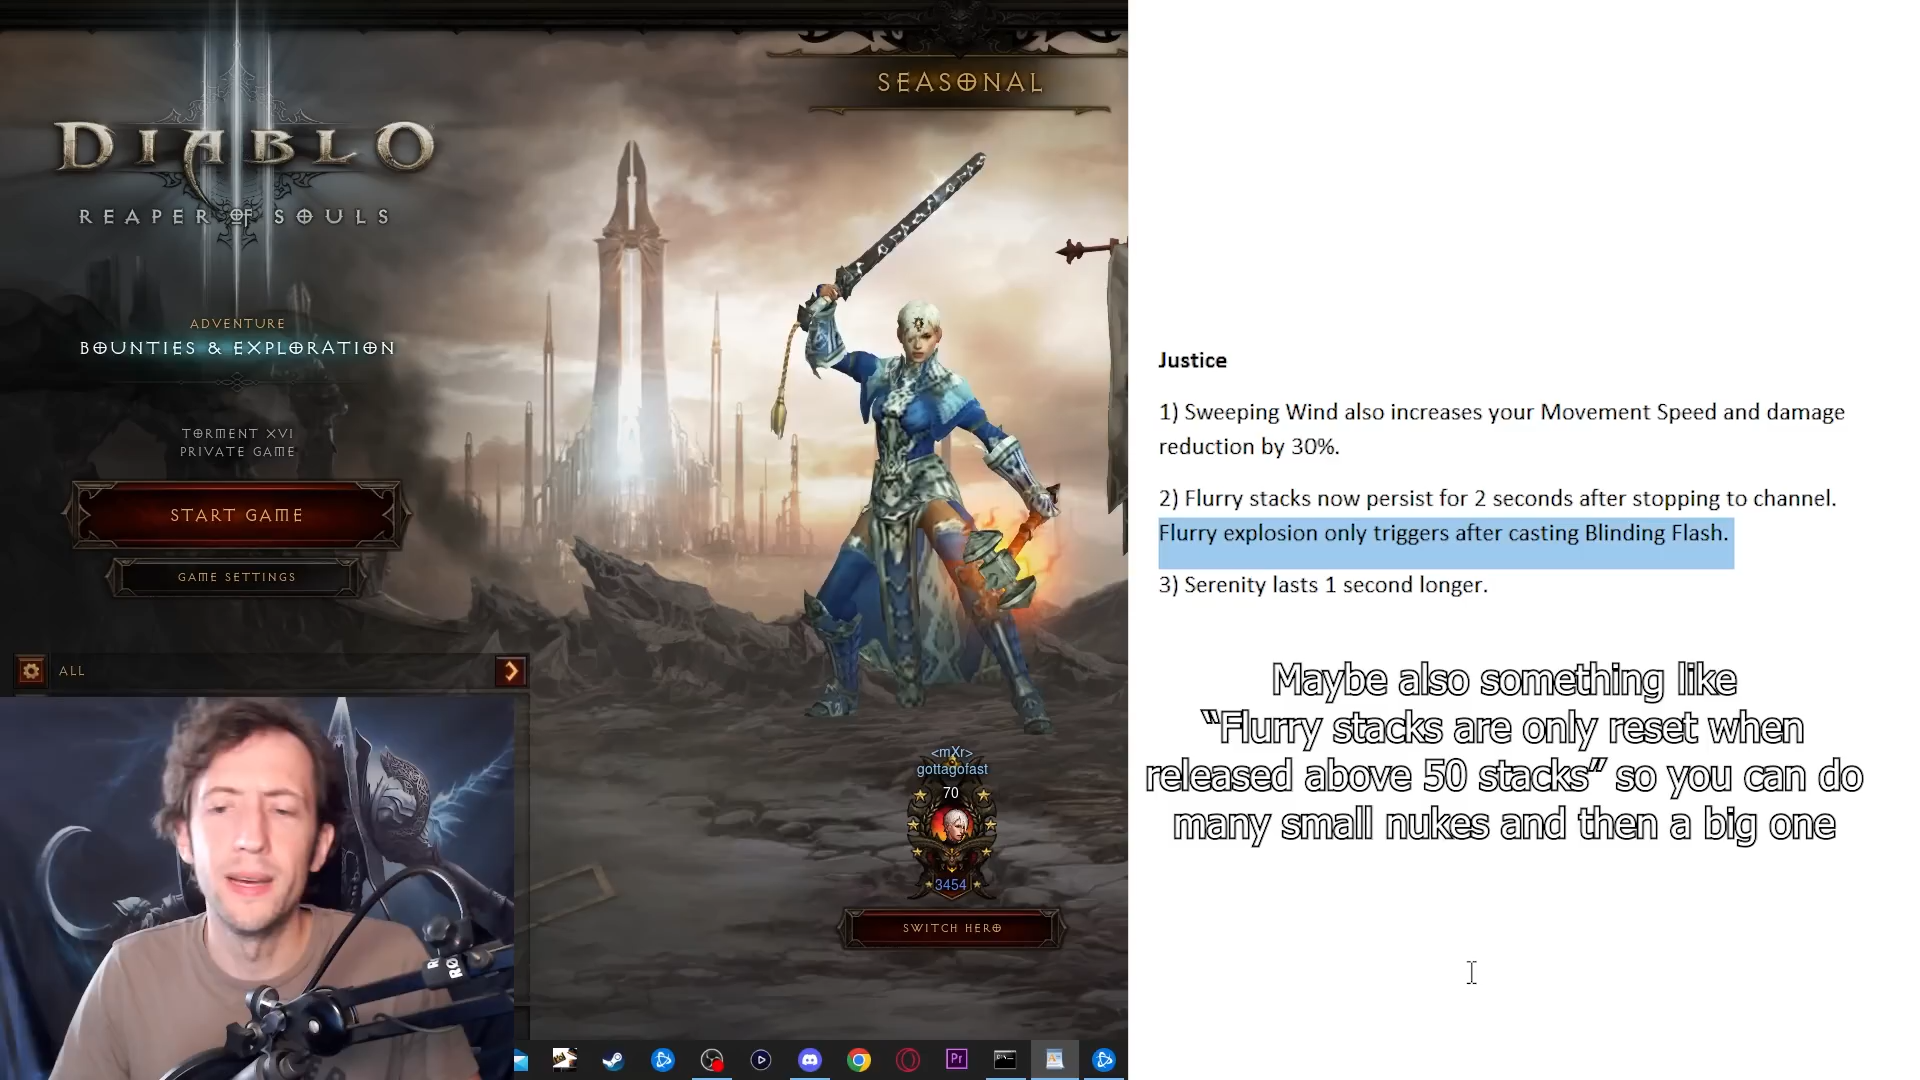 SEASONAL
DIABLO
III
REAPER OF SOULS
ADVENTURE
BOUNTIES & EXPLORATION
TORMENT XVI
PRIVATE GAME
START GAME
GAME SETTINGS
ALL
<mXr>
gottagofast
70
3454
SWITCH HERO
Justice
1) Sweeping Wind also increases your Movement Speed and damage
reduction by 30%.
2) Flurry stacks now persist for 2 seconds after stopping to channel.
Flurry explosion only triggers after casting Blinding Flash.
3) Serenity lasts 1 second longer.
Maybe also something like
“Flurry stacks are only reset when
released above 50 stacks” so you can do
many small nukes and then a big one
Pr